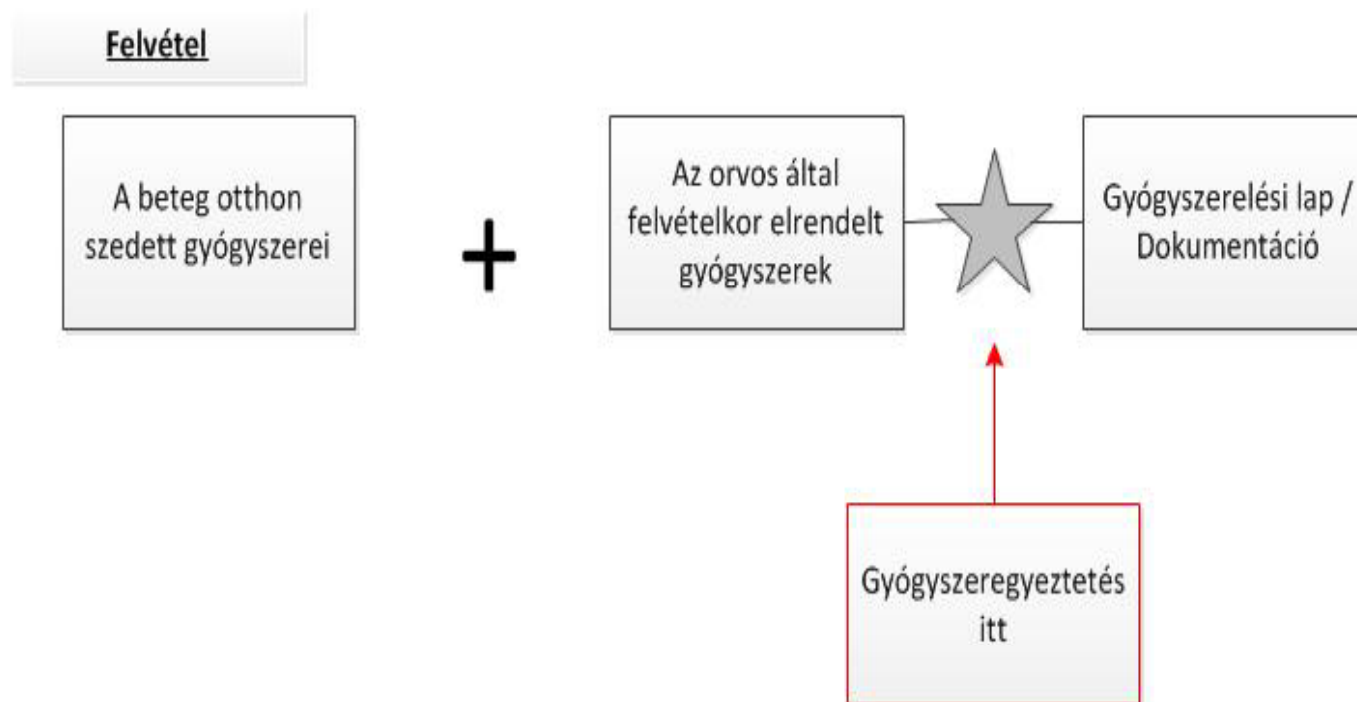 Felvétel
A beteg otthon
szedett gyógyszerei
+
Az orvos által
felvételkor elrendelt
gyógyszerek
Gyógyszerelési lap /
Dokumentáció
Gyógyszeregyeztetés
itt